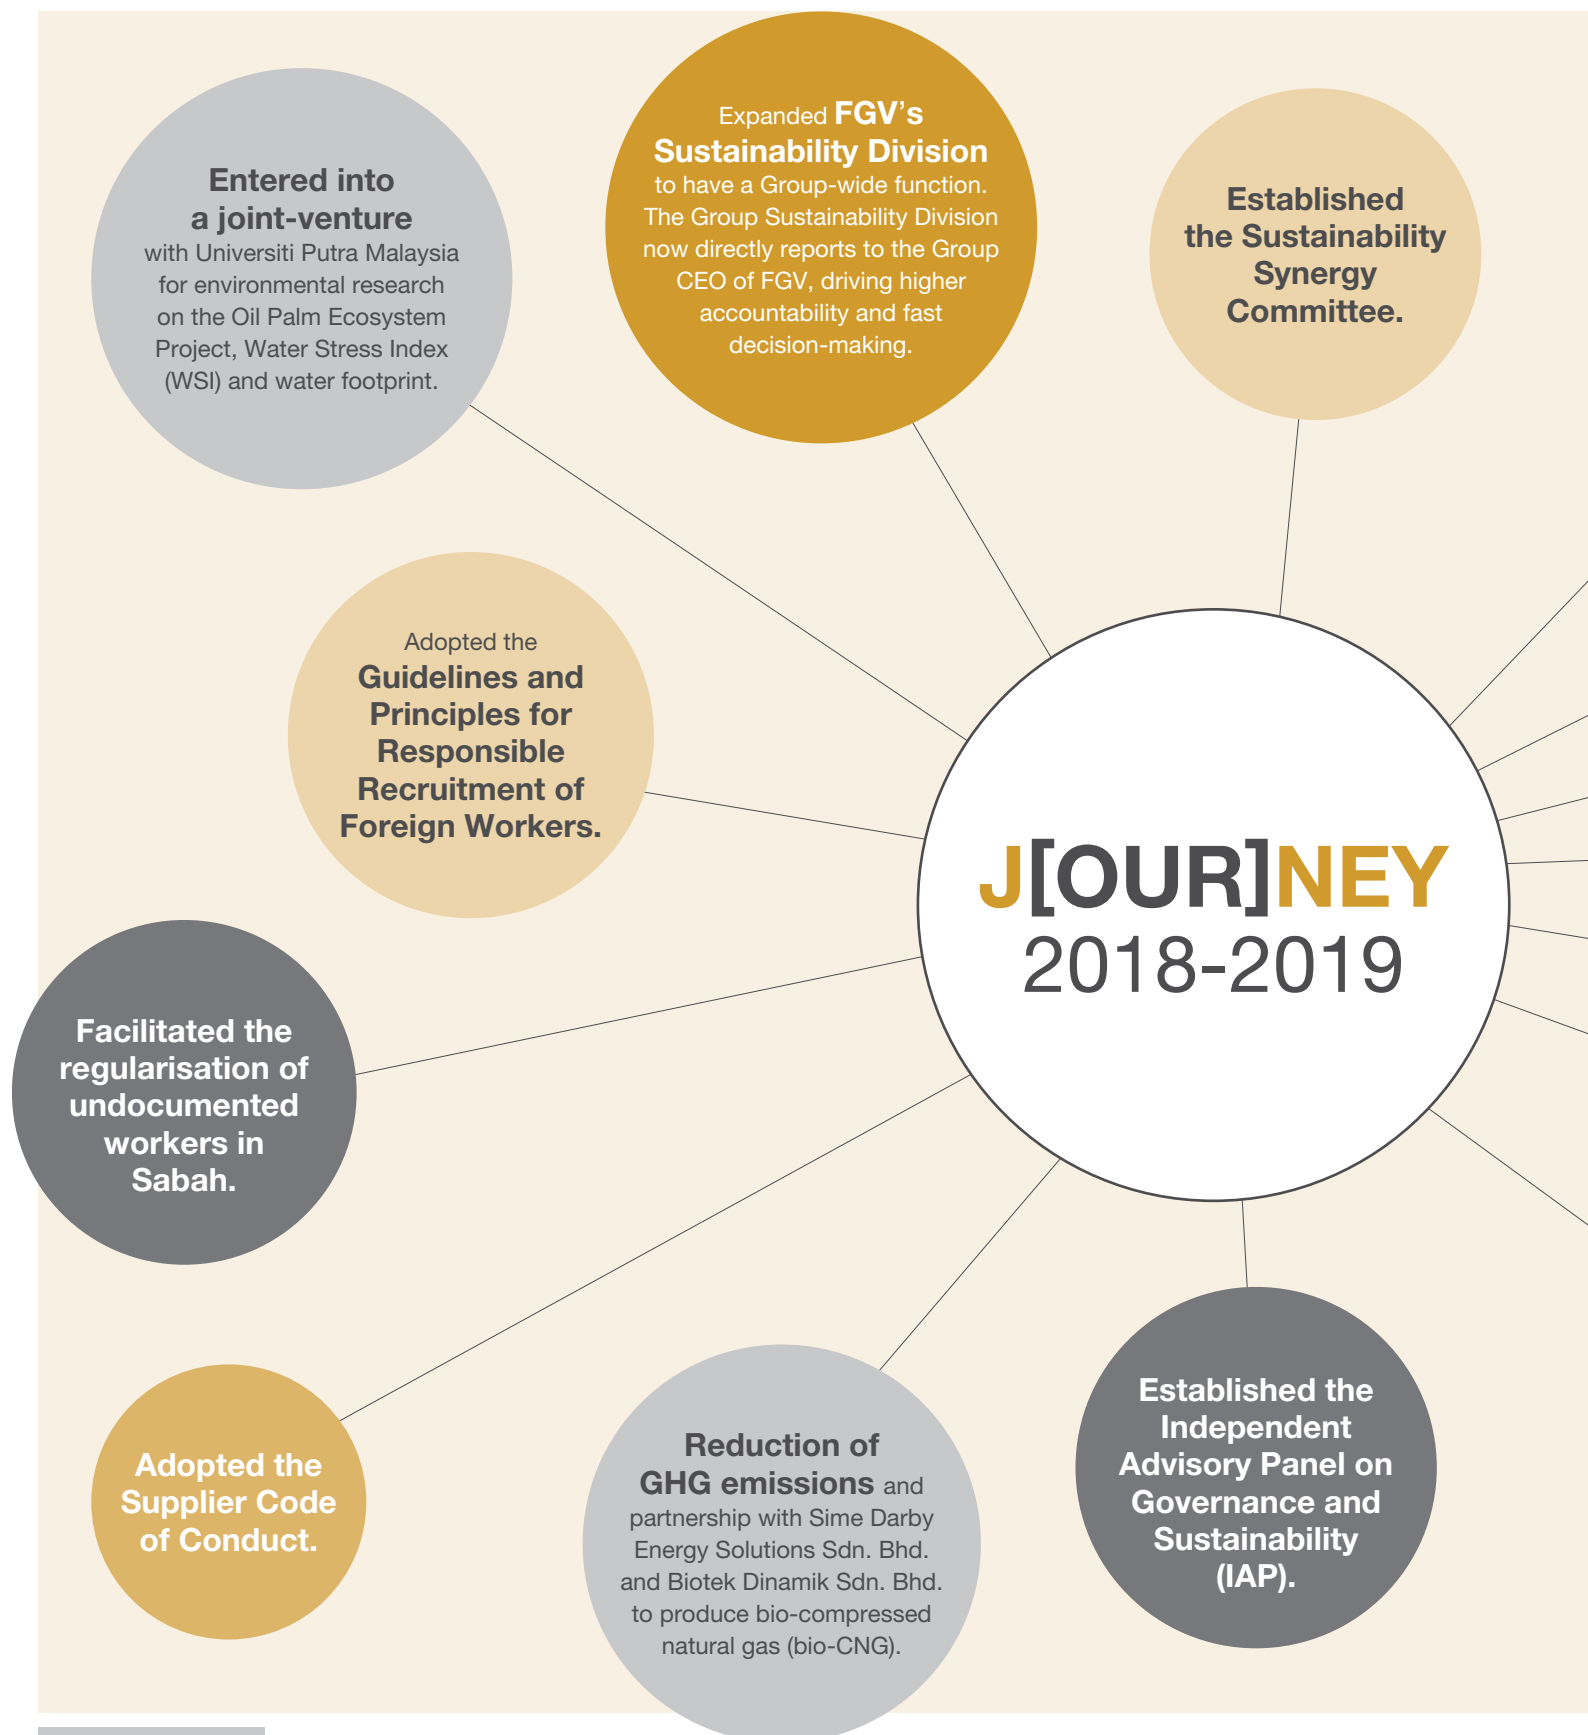 Entered into
a joint-venture
with Universiti Putra Malaysia
for environmental research
on the Oil Palm Ecosystem
Project, Water Stress Index
(WSI) and water footprint.
Expanded FGV's
Sustainability Division
to have a Group-wide function.
The Group Sustainability Division
now directly reports to the Group
CEO of FGV, driving higher
accountability and fast
decision-making.
Established
the Sustainability
Synergy
Committee.
Adopted the
Guidelines and
Principles for
Responsible
Recruitment of
Foreign Workers.
J[OUR]NEY
2018-2019
Facilitated the
regularisation of
undocumented
workers in
Sabah.
Adopted the
Supplier Code
of Conduct.
Reduction of
GHG emissions and
partnership with Sime Darby
Energy Solutions Sdn. Bhd.
and Biotek Dinamik Sdn. Bhd.
to produce bio-compressed
natural gas (bio-CNG).
Established the
Independent
Advisory Panel on
Governance and
Sustainability
(IAP).